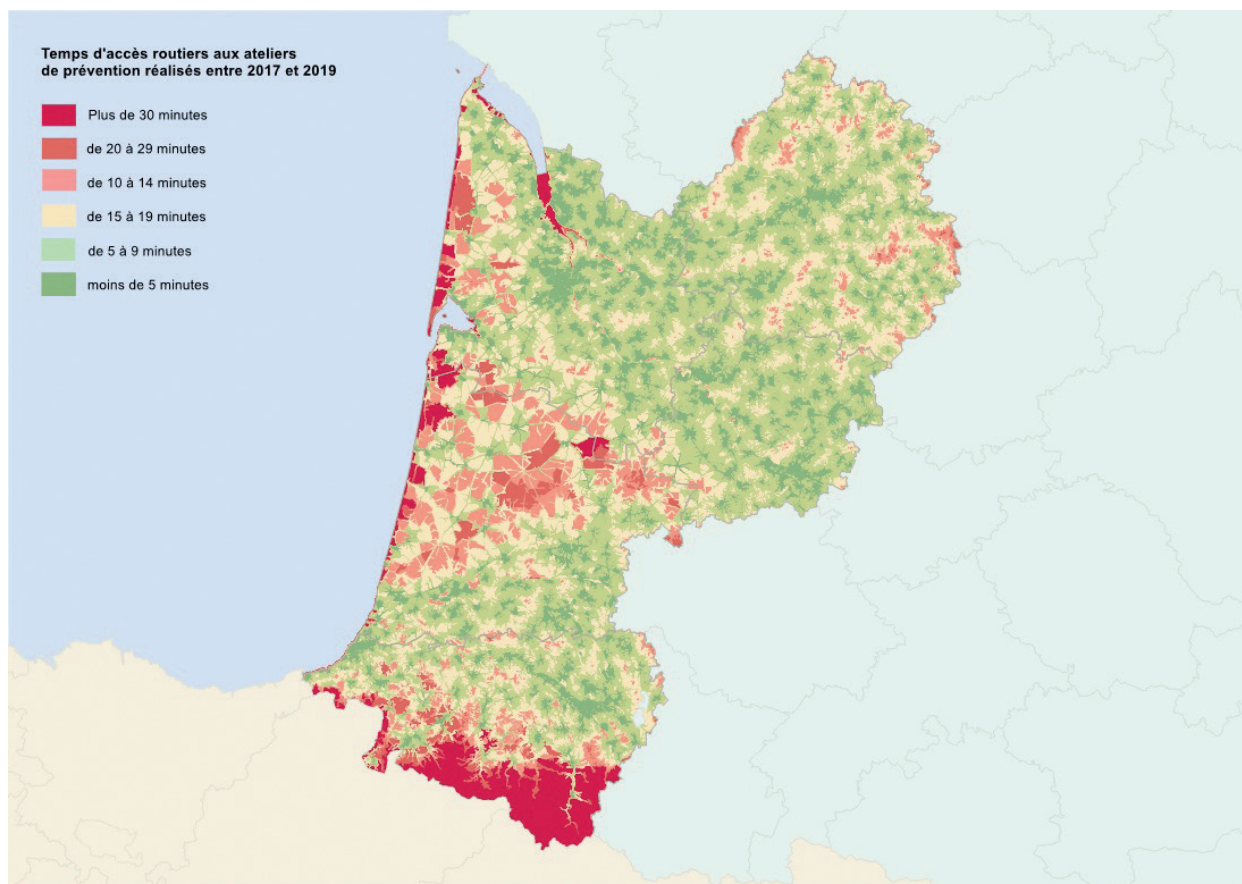 Temps d'accès routiers aux ateliers
de prévention réalisés entre 2017 et 2019
Plus de 30 minutes
de 20 à 29 minutes
de 10 à 14 minutes
de 15 à 19 minutes
de 5 à 9 minutes
moins de 5 minutes